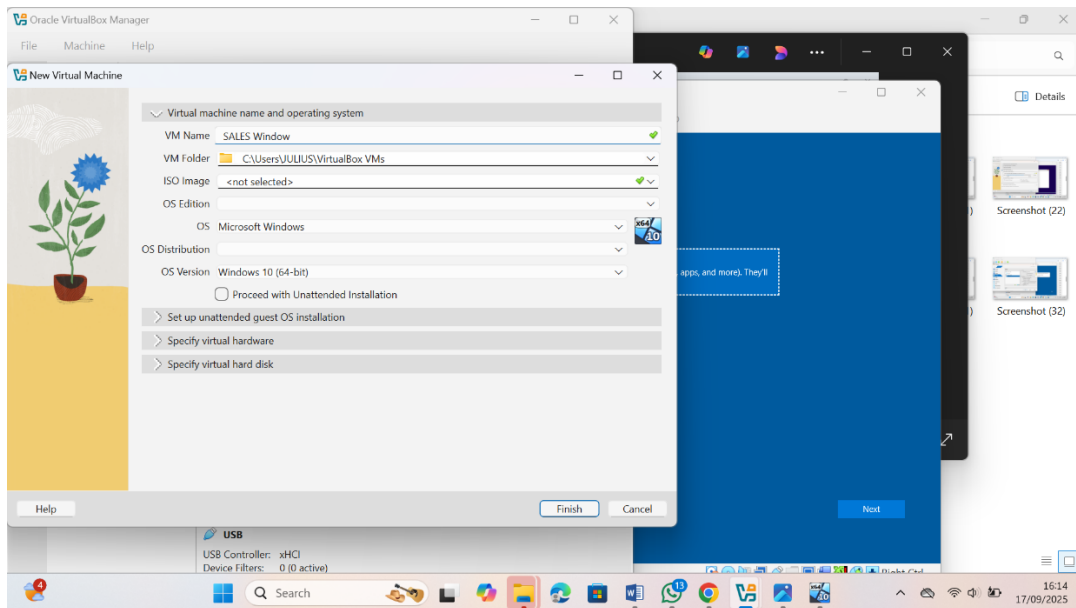 Oracle VirtualBox Manager
File Machine Help
New Virtual Machine
Virtual machine name and operating system
VM Name SALES Window
VM Folder C:\Users\JULIUS\VirtualBox VMs
ISO Image <not selected>
OS Edition
OS Microsoft Windows
x64
10
OS Distribution
OS Version Windows 10 (64-bit)
Proceed with Unattended Installation
Set up unattended guest OS installation
Specify virtual hardware
Specify virtual hard disk
Help Finish Cancel
USB
USB Controller: xHCI
Device Filters: 0 (0 active)
apps, and more). They'll
Next
Right Ctrl
Details
Screenshot (22)
Screenshot (32)
4
Search
13
16:14
17/09/2025